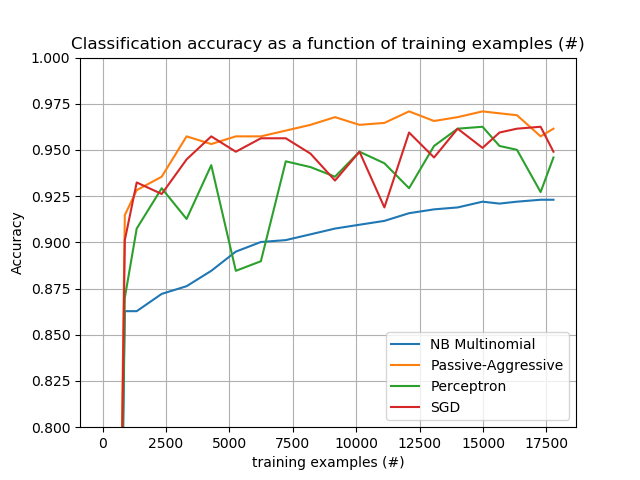 Classification accuracy as a function of training examples (#)
1.000
0.975
0.950
0.925
0.900
0.875
0.850
0.825
0.800
Accuracy
NB Multinomial
Passive-Aggressive
Perceptron
SGD
0 2500 5000 7500 10000 12500 15000 17500
training examples (#)